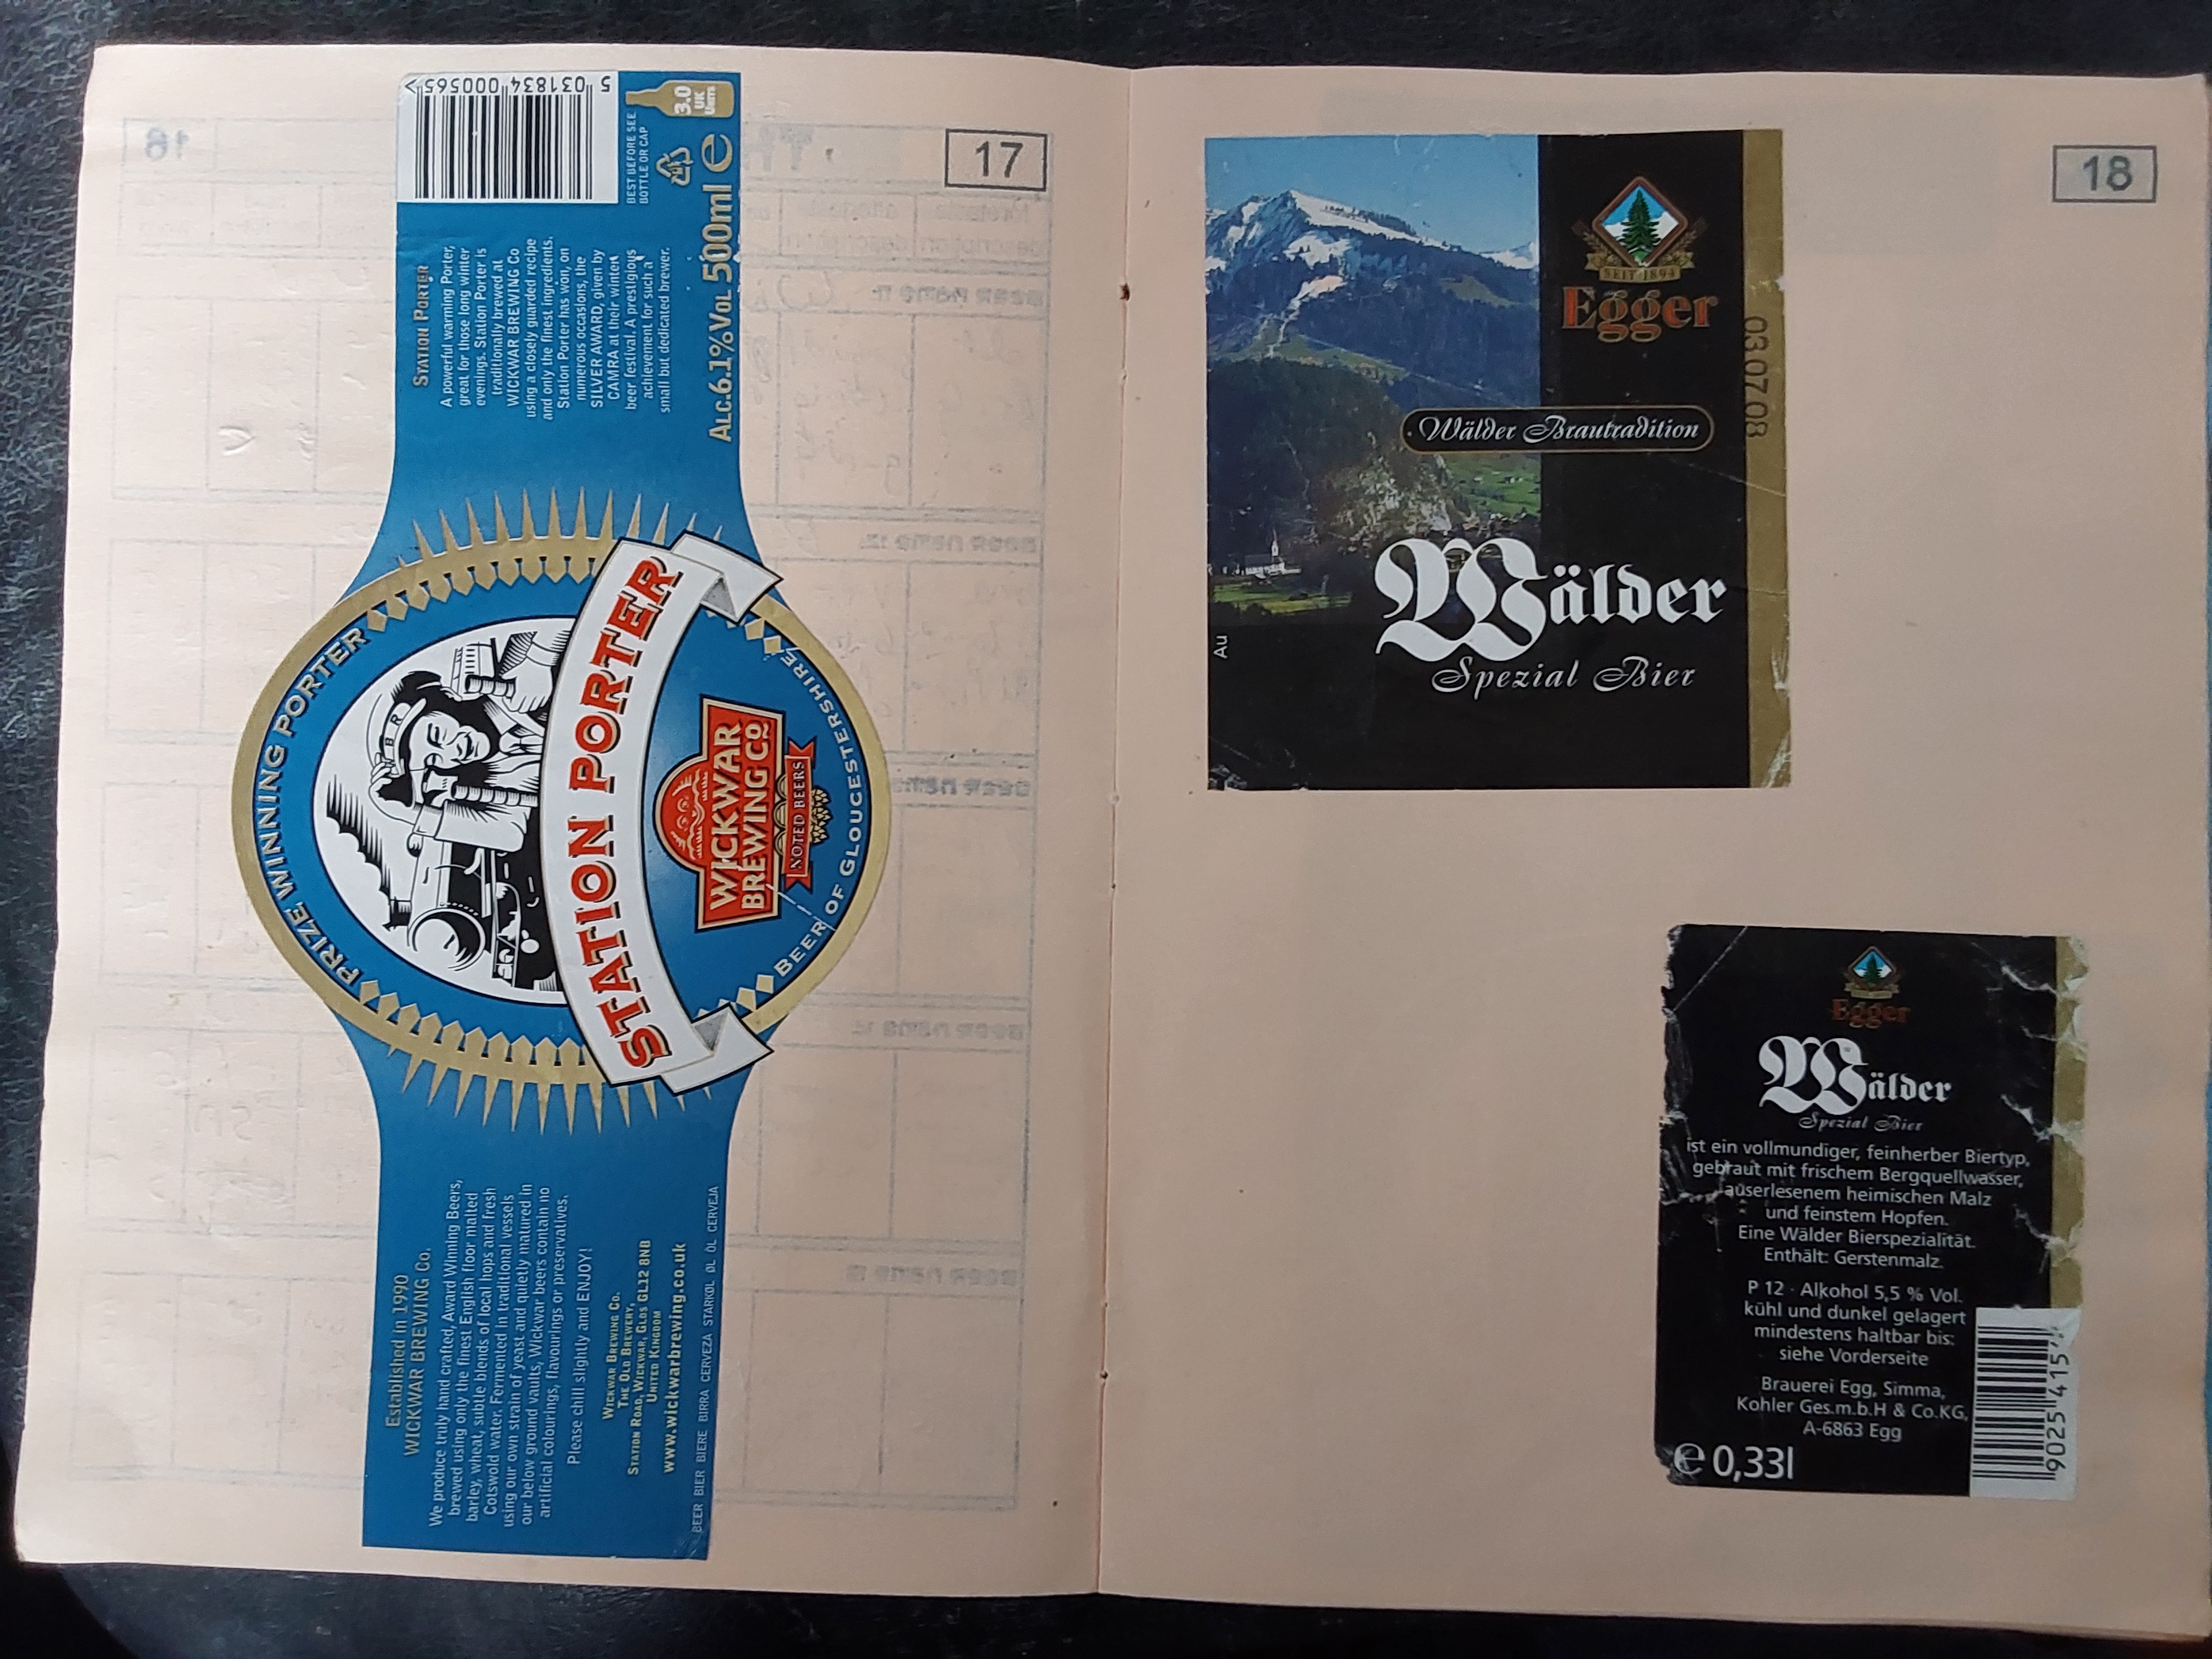 17
5 031834 000565 >
BEST BEFORE SEE
BOTTLE OR CAP
3.0
UK
UNITS
ALC.6.1%VOL 500ml e
STATION PORTER
A powerful warming Porter,
great for those long winter
evenings. Station Porter is
traditionally brewed at
WICKWAR BREWING Co
using a closely guarded recipe
and only the finest ingredients.
Station Porter has won, on
numerous occasions, the
SILVER AWARD given by
CAMRA at their winter
beer festival. A prestigious
achievement for such a
small but dedicated brewer.
PRIZE WINNING PORTER
STATION PORTER
WICKWAR
BREWING CO
NOTED BEERS
BEER OF GLOUCESTERSHIRE
Established in 1990
WICKWAR BREWING Co.
We produce truly hand crafted, Award Winning Beers,
brewed using only the finest English floor malted
barley, wheat, subtle blends of local hops and fresh
Cotswold water. Fermented in traditional vessels
using our own strain of yeast and quietly matured in
our below ground vaults, Wickwar beers contain no
artificial colourings, flavourings or preservatives.
Please chill slightly and ENJOY!
WICKWAR BREWING CO.
THE OLD BREWERY,
STATION ROAD, WICKWAR, GLOS GL12 8NB
UNITED KINGDOM
www.wickwarbrewing.co.uk
BEER BIER BIERE BIRRA CERVEZA STARKÖL ØL ÖL CERVEJA
18
SEIT 1894
Egger
03 07 08
Wälder Brautradition
Wälder
Spezial Bier
Au
Egger
Wälder
Spezial Bier
ist ein vollmundiger, feinherber Biertyp,
gebraut mit frischem Bergquellwasser,
auserlesenem heimischen Malz
und feinstem Hopfen.
Eine Wälder Bierspezialität.
Enthält: Gerstenmalz.
P 12 · Alkohol 5,5 % Vol.
kühl und dunkel gelagert
mindestens haltbar bis:
siehe Vorderseite
Brauerei Egg, Simma,
Kohler Ges.m.b.H & Co.KG,
A-6863 Egg
e 0,33l
9025 415